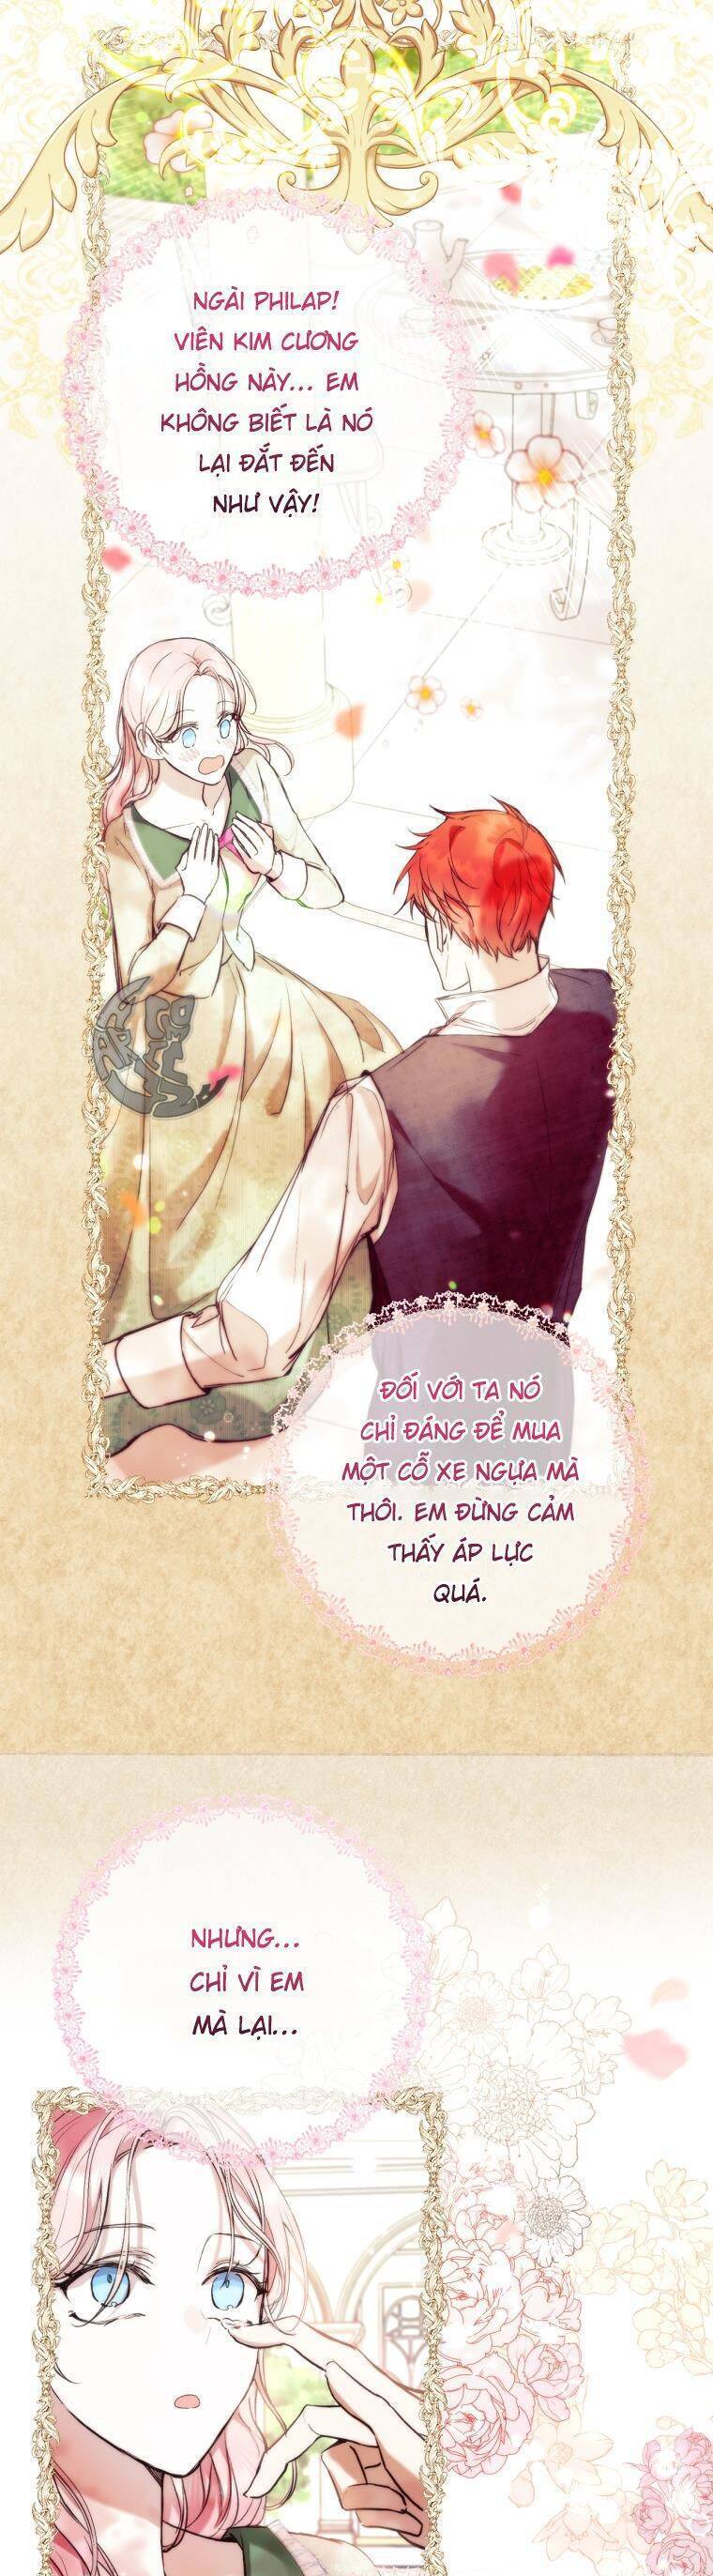 NGÀI PHILAP!
VIÊN KIM CƯƠNG
HỒNG NÀY... EM
KHÔNG BIẾT LÀ NÓ
LẠI ĐẮT ĐẾN
NHƯ VẬY!
ĐỐI VỚI TA NÓ
CHỈ ĐÁNG ĐỂ MUA
MỘT CỖ XE NGỰA MÀ
THÔI. EM ĐỪNG CẢM
THẤY ÁP LỰC
QUÁ.
NHƯNG...
CHỈ VÌ EM
MÀ LẠI...